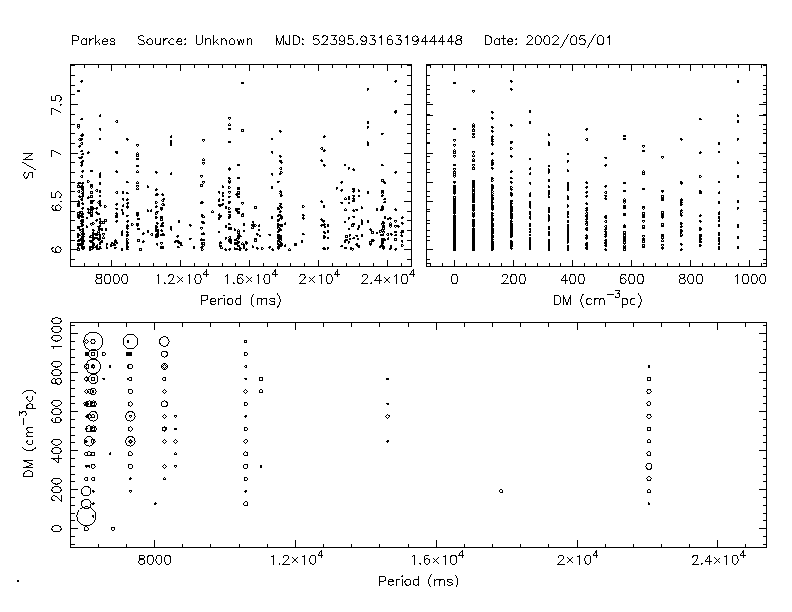 Parkes Source: Unknown MJD: 52395.931631944448 Date: 2002/05/01
S/N
7.5
7
6.5
6
8000 1.2×10⁴ 1.6×10⁴ 2×10⁴ 2.4×10⁴
Period (ms)
0 200 400 600 800 1000
DM (cm⁻³pc)
DM (cm⁻³pc)
1000
800
600
400
200
0
8000 1.2×10⁴ 1.6×10⁴ 2×10⁴ 2.4×10⁴
Period (ms)